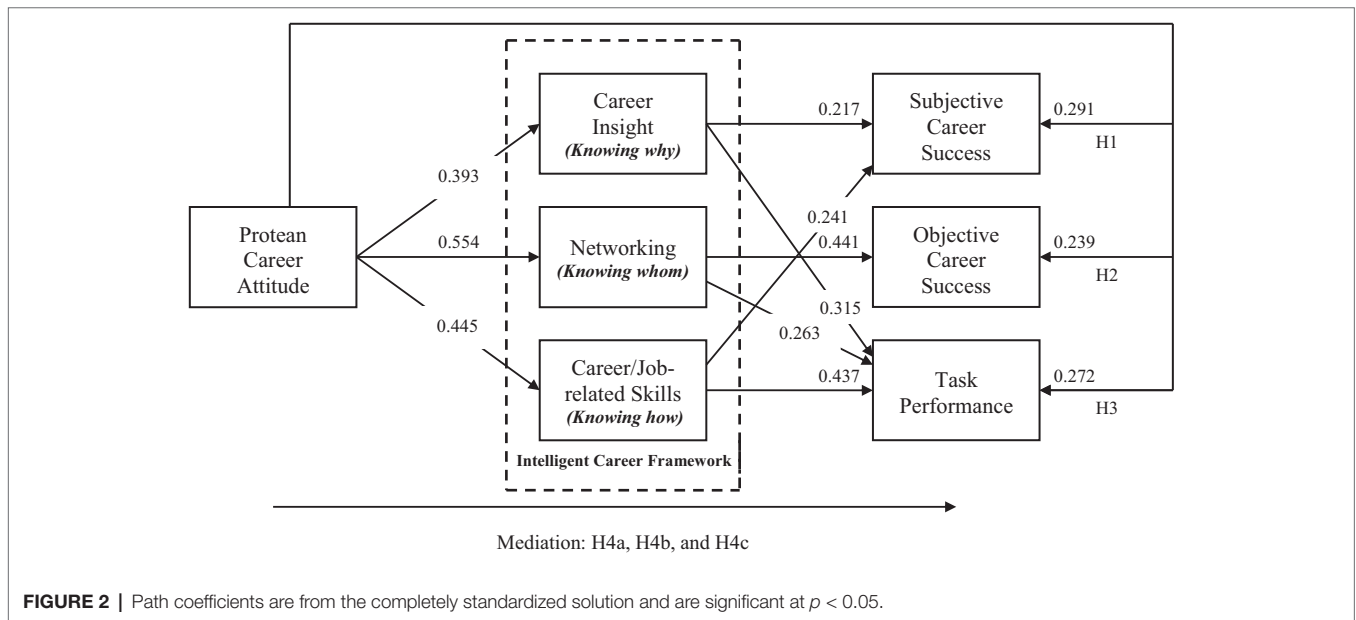 Career
Insight
(Knowing why)
0.217
Subjective
Career
Success
0.291
H1
0.393
0.241
Protean
Career
Attitude
0.554
Networking
(Knowing whom)
0.441
Objective
Career
Success
0.239
H2
0.445
0.315
0.263
Career/Job-
related Skills
(Knowing how)
0.437
Task
Performance
0.272
H3
Intelligent Career Framework
Mediation: H4a, H4b, and H4c
FIGURE 2 | Path coefficients are from the completely standardized solution and are significant at p < 0.05.